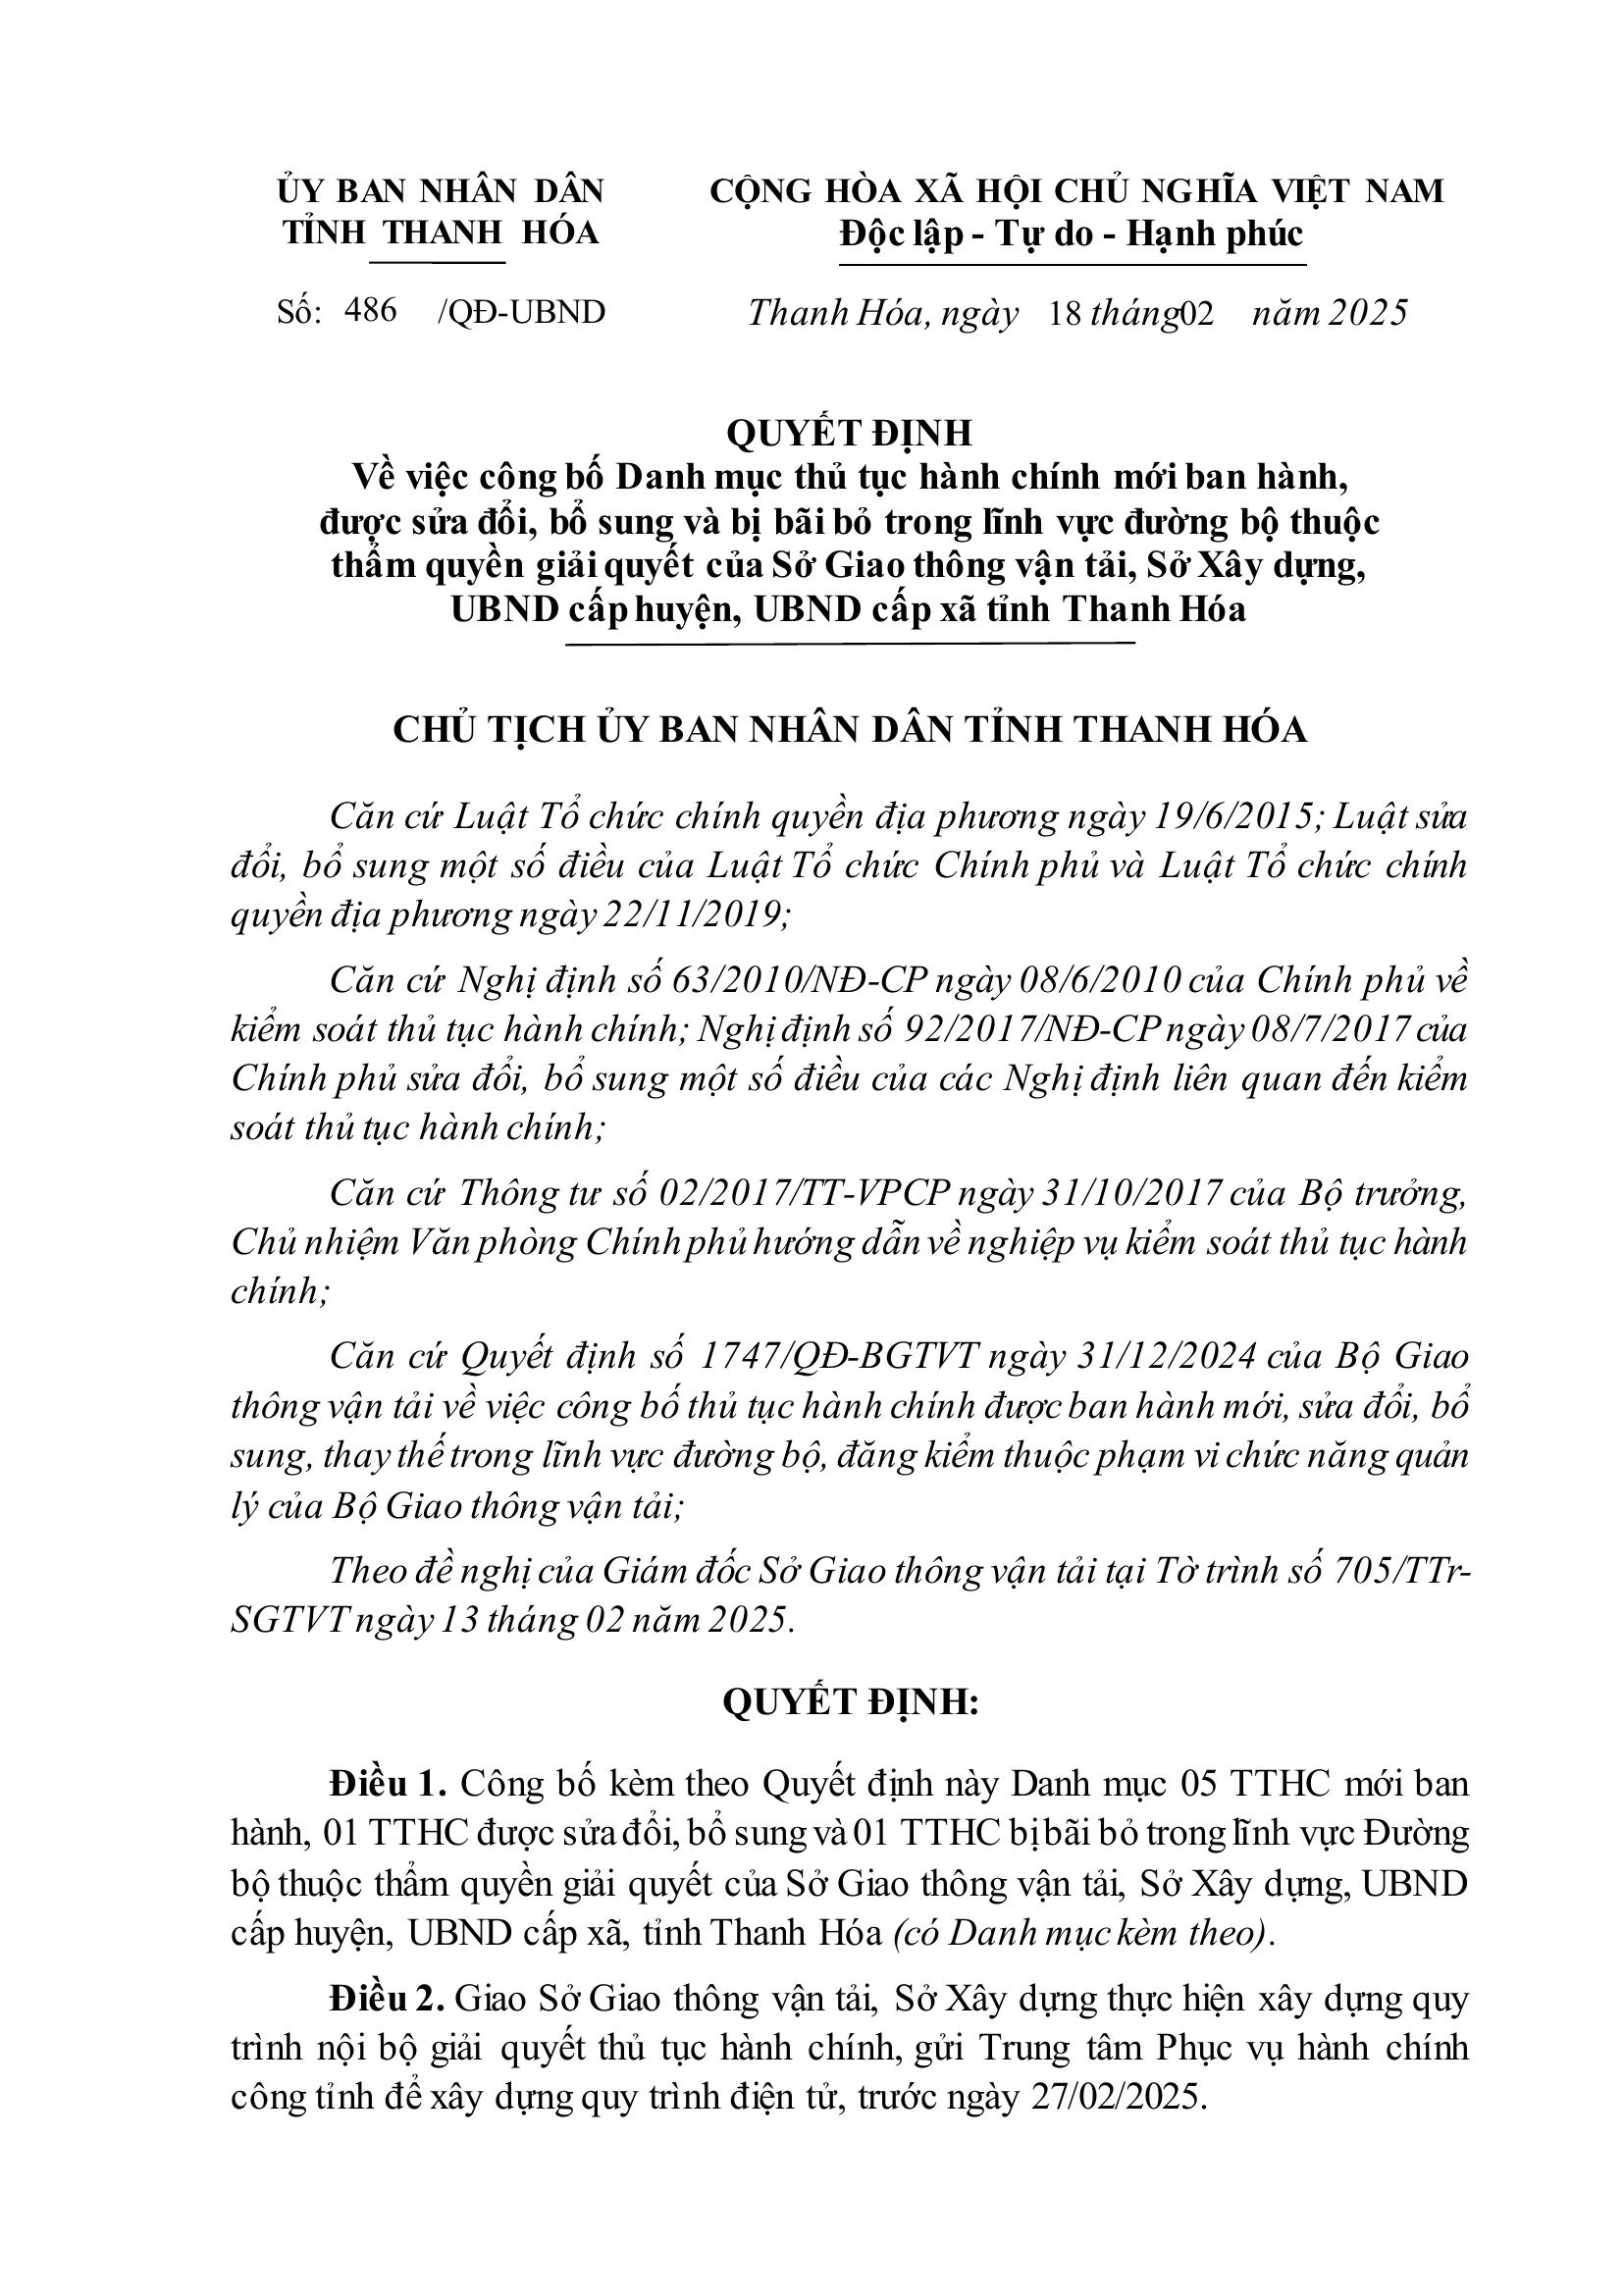 ỦY BAN NHÂN DÂN
TỈNH THANH HÓA
Số: 486 /QĐ-UBND
CỘNG HÒA XÃ HỘI CHỦ NGHĨA VIỆT NAM
Độc lập - Tự do - Hạnh phúc
Thanh Hóa, ngày 18 tháng 02 năm 2025
QUYẾT ĐỊNH
Về việc công bố Danh mục thủ tục hành chính mới ban hành,
được sửa đổi, bổ sung và bị bãi bỏ trong lĩnh vực đường bộ thuộc
thẩm quyền giải quyết của Sở Giao thông vận tải, Sở Xây dựng,
UBND cấp huyện, UBND cấp xã tỉnh Thanh Hóa
CHỦ TỊCH ỦY BAN NHÂN DÂN TỈNH THANH HÓA
Căn cứ Luật Tổ chức chính quyền địa phương ngày 19/6/2015; Luật sửa
đổi, bổ sung một số điều của Luật Tổ chức Chính phủ và Luật Tổ chức chính
quyền địa phương ngày 22/11/2019;
Căn cứ Nghị định số 63/2010/NĐ-CP ngày 08/6/2010 của Chính phủ về
kiểm soát thủ tục hành chính; Nghị định số 92/2017/NĐ-CP ngày 08/7/2017 của
Chính phủ sửa đổi, bổ sung một số điều của các Nghị định liên quan đến kiểm
soát thủ tục hành chính;
Căn cứ Thông tư số 02/2017/TT-VPCP ngày 31/10/2017 của Bộ trưởng,
Chủ nhiệm Văn phòng Chính phủ hướng dẫn về nghiệp vụ kiểm soát thủ tục hành
chính;
Căn cứ Quyết định số 1747/QĐ-BGTVT ngày 31/12/2024 của Bộ Giao
thông vận tải về việc công bố thủ tục hành chính được ban hành mới, sửa đổi, bổ
sung, thay thế trong lĩnh vực đường bộ, đăng kiểm thuộc phạm vi chức năng quản
lý của Bộ Giao thông vận tải;
Theo đề nghị của Giám đốc Sở Giao thông vận tải tại Tờ trình số 705/TTr-
SGTVT ngày 13 tháng 02 năm 2025.
QUYẾT ĐỊNH:
Điều 1. Công bố kèm theo Quyết định này Danh mục 05 TTHC mới ban
hành, 01 TTHC được sửa đổi, bổ sung và 01 TTHC bị bãi bỏ trong lĩnh vực Đường
bộ thuộc thẩm quyền giải quyết của Sở Giao thông vận tải, Sở Xây dựng, UBND
cấp huyện, UBND cấp xã, tỉnh Thanh Hóa (có Danh mục kèm theo).
Điều 2. Giao Sở Giao thông vận tải, Sở Xây dựng thực hiện xây dựng quy
trình nội bộ giải quyết thủ tục hành chính, gửi Trung tâm Phục vụ hành chính
công tỉnh để xây dựng quy trình điện tử, trước ngày 27/02/2025.